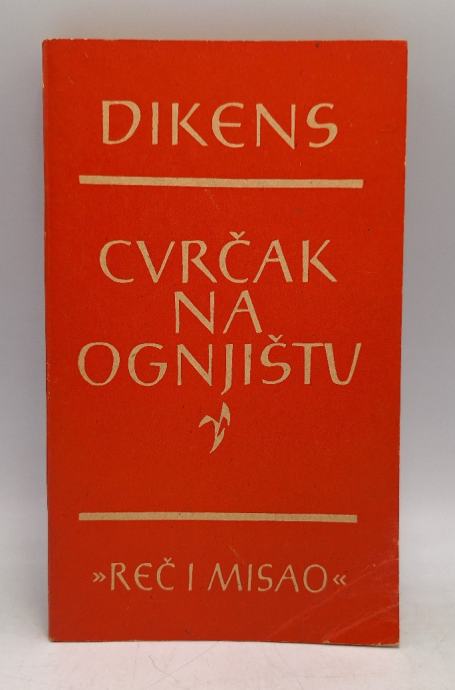 DIKENS
CVRČAK
NA
OGNJIŠTU
»REČ I MISAO«